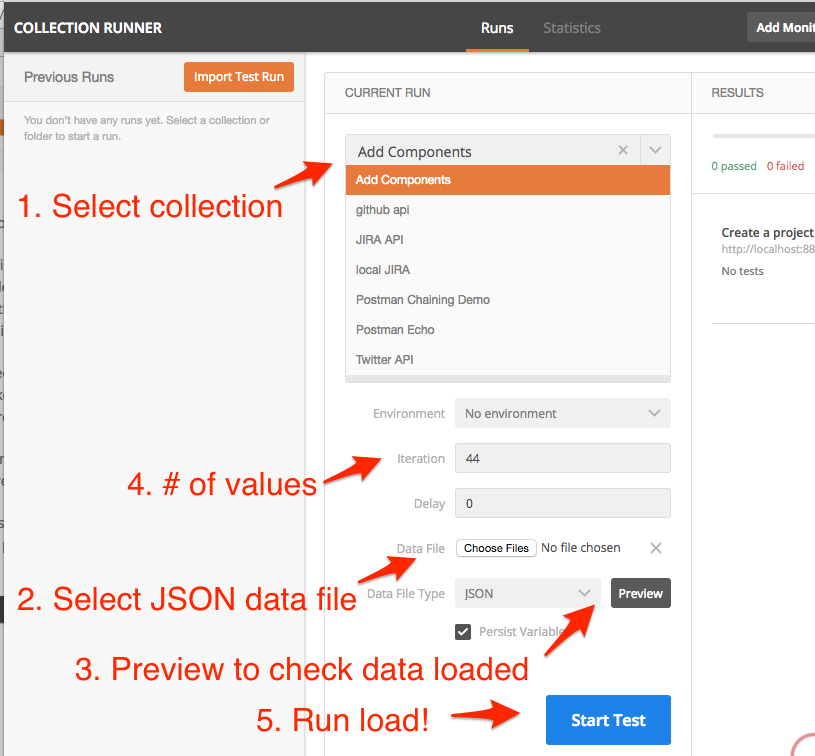 COLLECTION RUNNER
Runs
Statistics
Add Monit
Previous Runs
Import Test Run
You don't have any runs yet. Select a collection or
folder to start a run.
CURRENT RUN
RESULTS
Add Components
0 passed 0 failed
1. Select collection
Add Components
github api
JIRA API
local JIRA
Postman Chaining Demo
Postman Echo
Twitter API
Create a project
http://localhost:88
No tests
Environment No environment
Iteration 44
4. # of values
Delay 0
Data File Choose Files No file chosen
2. Select JSON data file
Data File Type JSON Preview
Persist Variable
3. Preview to check data loaded
5. Run load!
Start Test